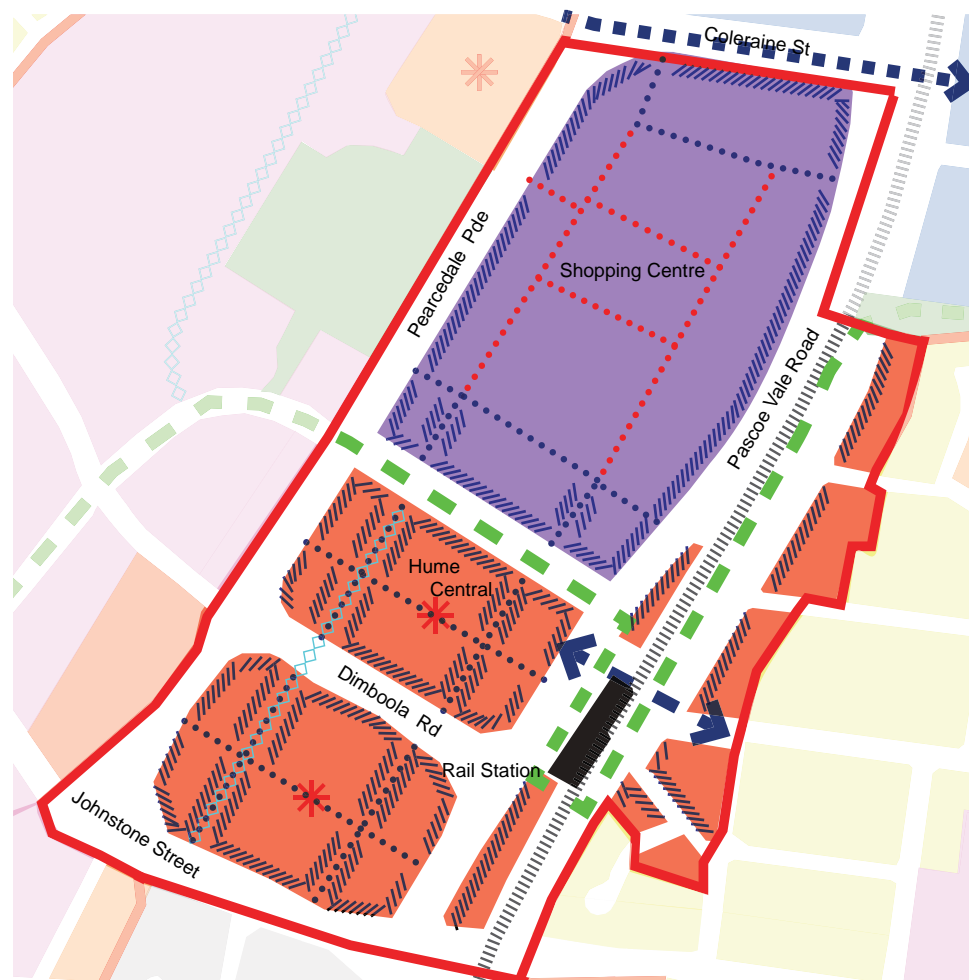 Coleraine St
Pearcedale Pde
Shopping Centre
Pascoe Vale Road
Hume
Central
Dimboola Rd
Rail Station
Johnstone Street